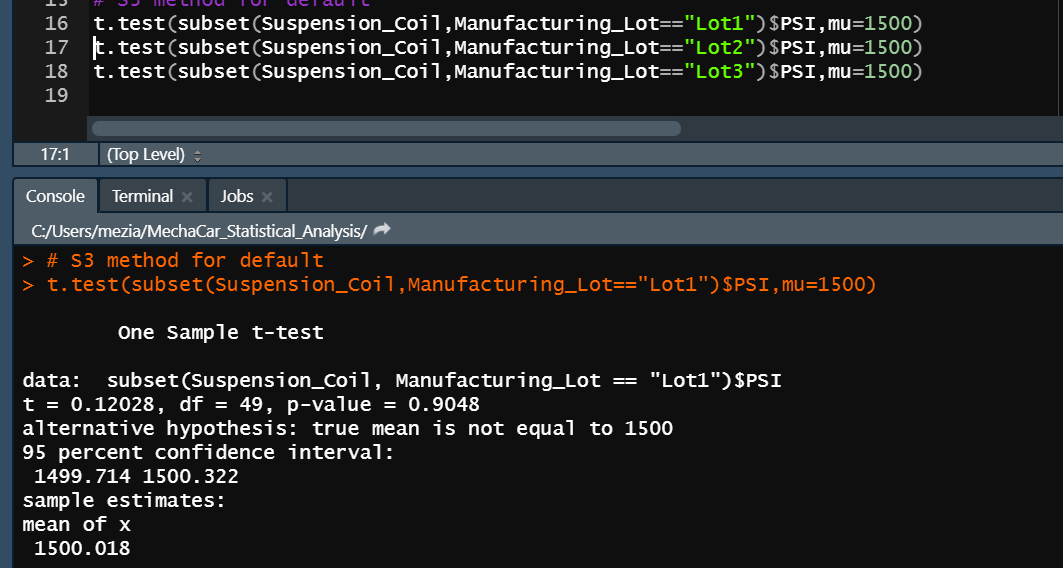 15 # S3 method for default
16 t.test(subset(Suspension_Coil,Manufacturing_Lot=="Lot1")$PSI,mu=1500)
17 t.test(subset(Suspension_Coil,Manufacturing_Lot=="Lot2")$PSI,mu=1500)
18 t.test(subset(Suspension_Coil,Manufacturing_Lot=="Lot3")$PSI,mu=1500)
19
17:1 (Top Level)
Console Terminal Jobs
C:/Users/mezia/MechaCar_Statistical_Analysis/
> # S3 method for default
> t.test(subset(Suspension_Coil,Manufacturing_Lot=="Lot1")$PSI,mu=1500)
One Sample t-test
data:  subset(Suspension_Coil, Manufacturing_Lot == "Lot1")$PSI
t = 0.12028, df = 49, p-value = 0.9048
alternative hypothesis: true mean is not equal to 1500
95 percent confidence interval:
1499.714 1500.322
sample estimates:
mean of x
1500.018